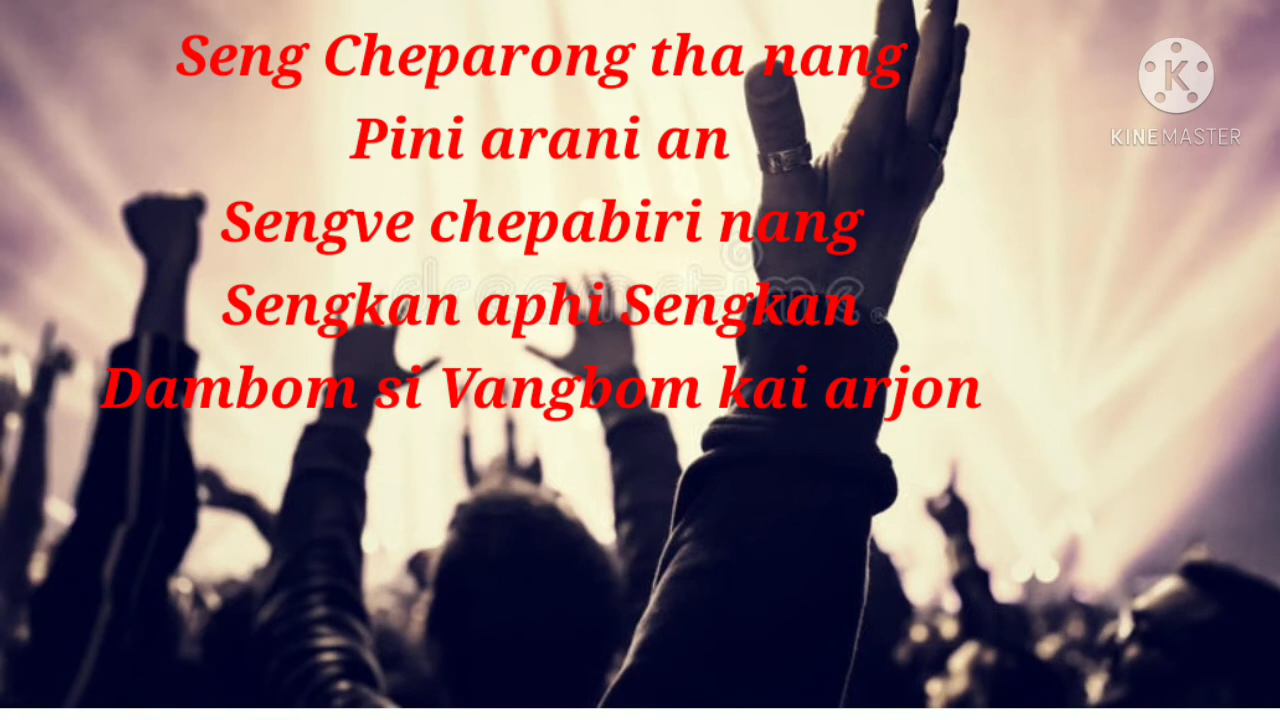 Seng Cheparong tha nang
Pini arani an
Sengve chepabiri nang
Sengkan aphi Sengkan
Dambom si Vangbom kai arjon
KINEMASTER
dreamstime.